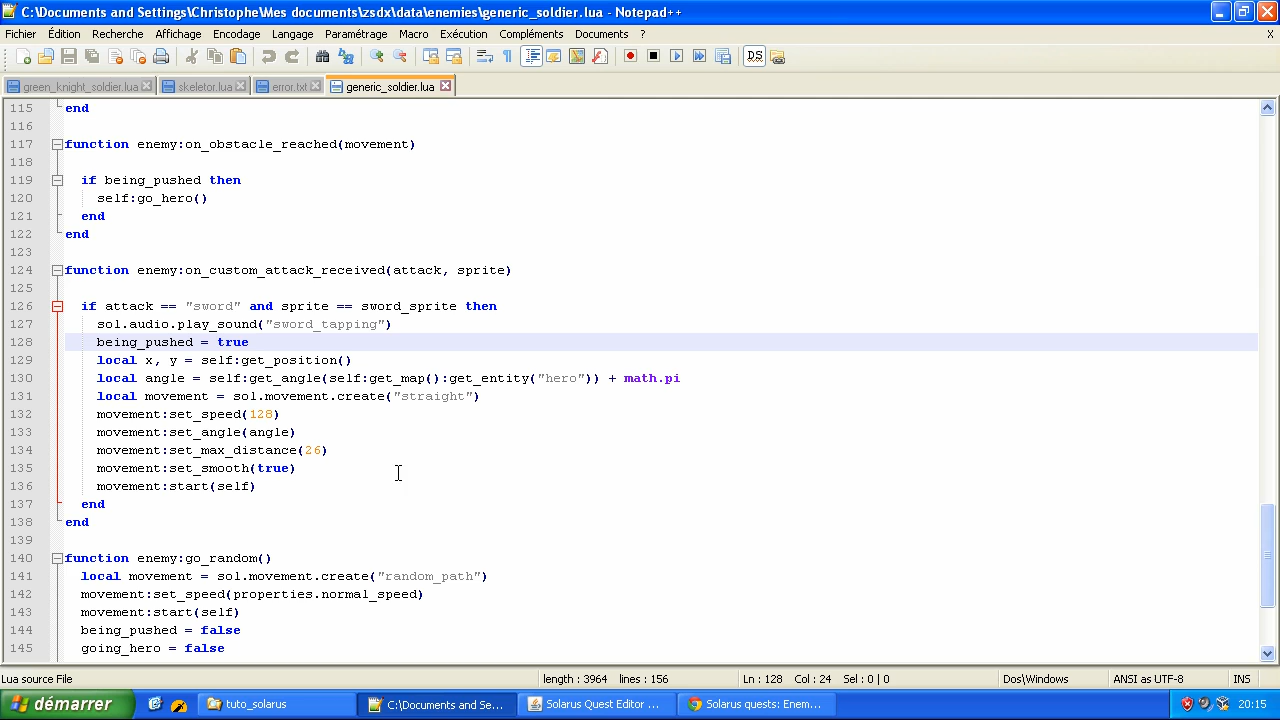 C:\Documents and Settings\Christophe\Mes documents\zsdx\data\enemies\generic_soldier.lua - Notepad++
Fichier Édition Recherche Affichage Encodage Langage Paramétrage Macro Exécution Compléments Documents ? X
green_knight_soldier.lua skeletor.lua error.txt generic_soldier.lua
115 end
116
117 function enemy:on_obstacle_reached(movement)
118
119 if being_pushed then
120 self:go_hero()
121 end
122 end
123
124 function enemy:on_custom_attack_received(attack, sprite)
125
126 if attack == "sword" and sprite == sword_sprite then
127 sol.audio.play_sound("sword_tapping")
128 being_pushed = true
129 local x, y = self:get_position()
130 local angle = self:get_angle(self:get_map():get_entity("hero")) + math.pi
131 local movement = sol.movement.create("straight")
132 movement:set_speed(128)
133 movement:set_angle(angle)
134 movement:set_max_distance(26)
135 movement:set_smooth(true)
136 movement:start(self)
137 end
138 end
139
140 function enemy:go_random()
141 local movement = sol.movement.create("random_path")
142 movement:set_speed(properties.normal_speed)
143 movement:start(self)
144 being_pushed = false
145 going_hero = false
Lua source File length : 3964 lines : 156 Ln : 128 Col : 24 Sel : 0 | 0 Dos\Windows ANSI as UTF-8 INS
démarrer tuto_solarus C:\Documents and Se... Solarus Quest Editor ... Solarus quests: Enem... 20:15